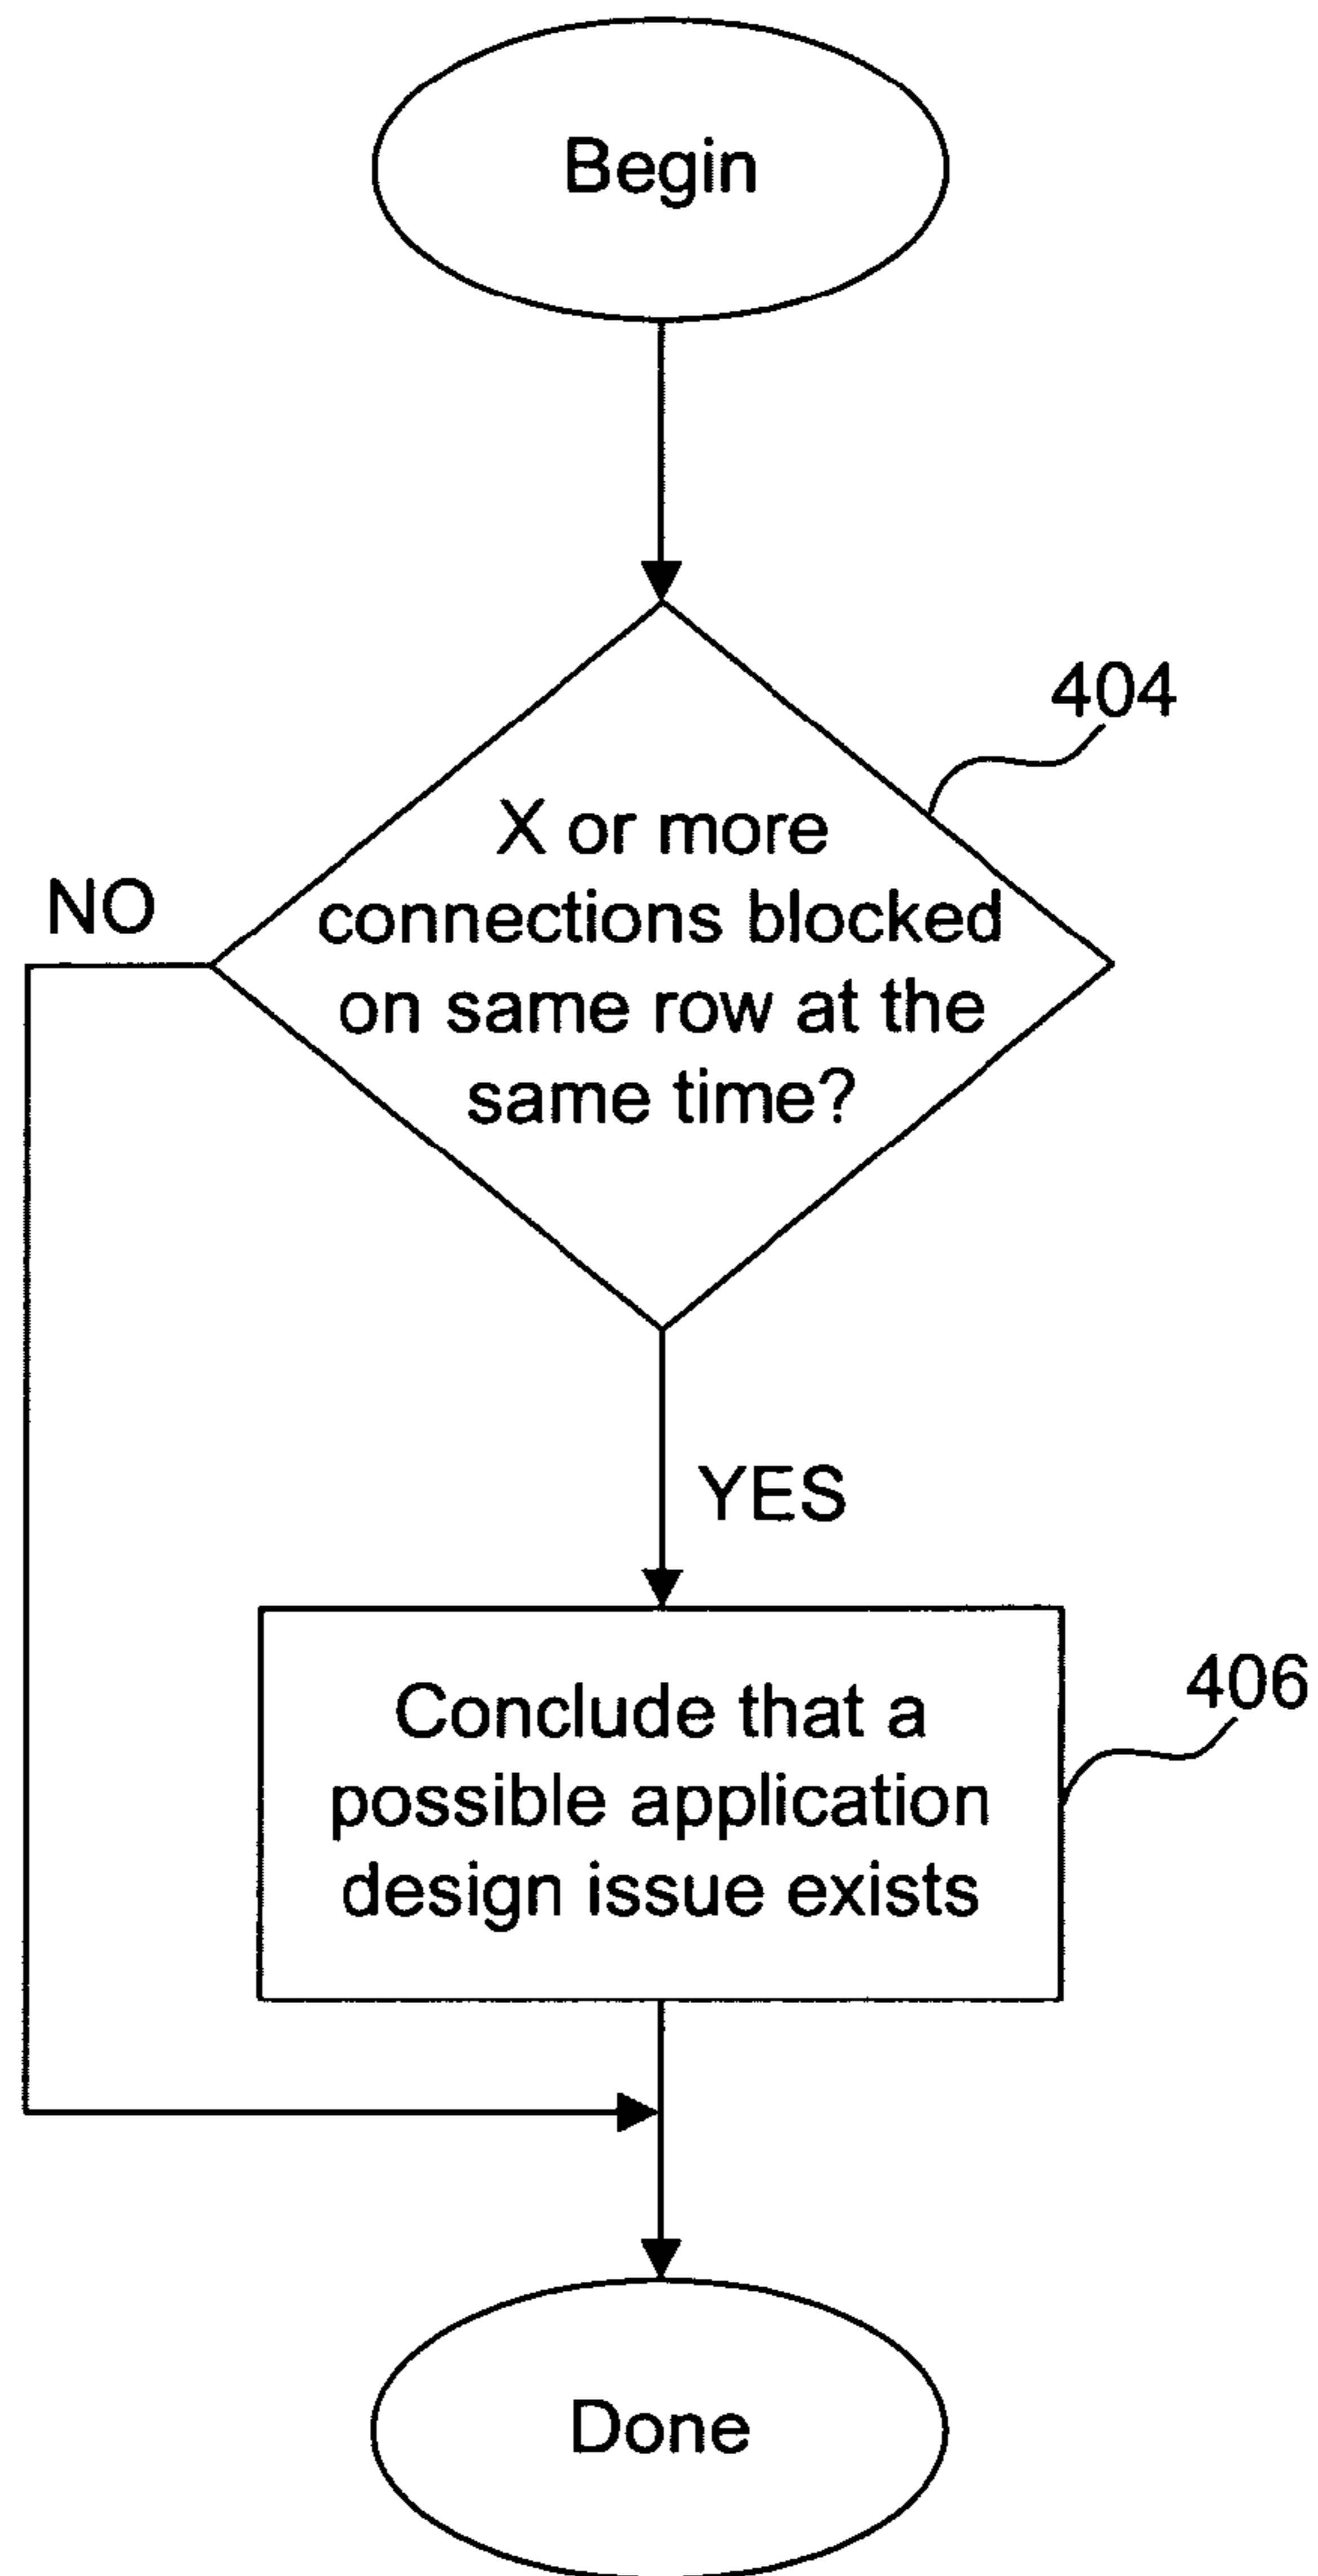 Begin
404
X or more
connections blocked
on same row at the
same time?
NO
YES
406
Conclude that a
possible application
design issue exists
Done